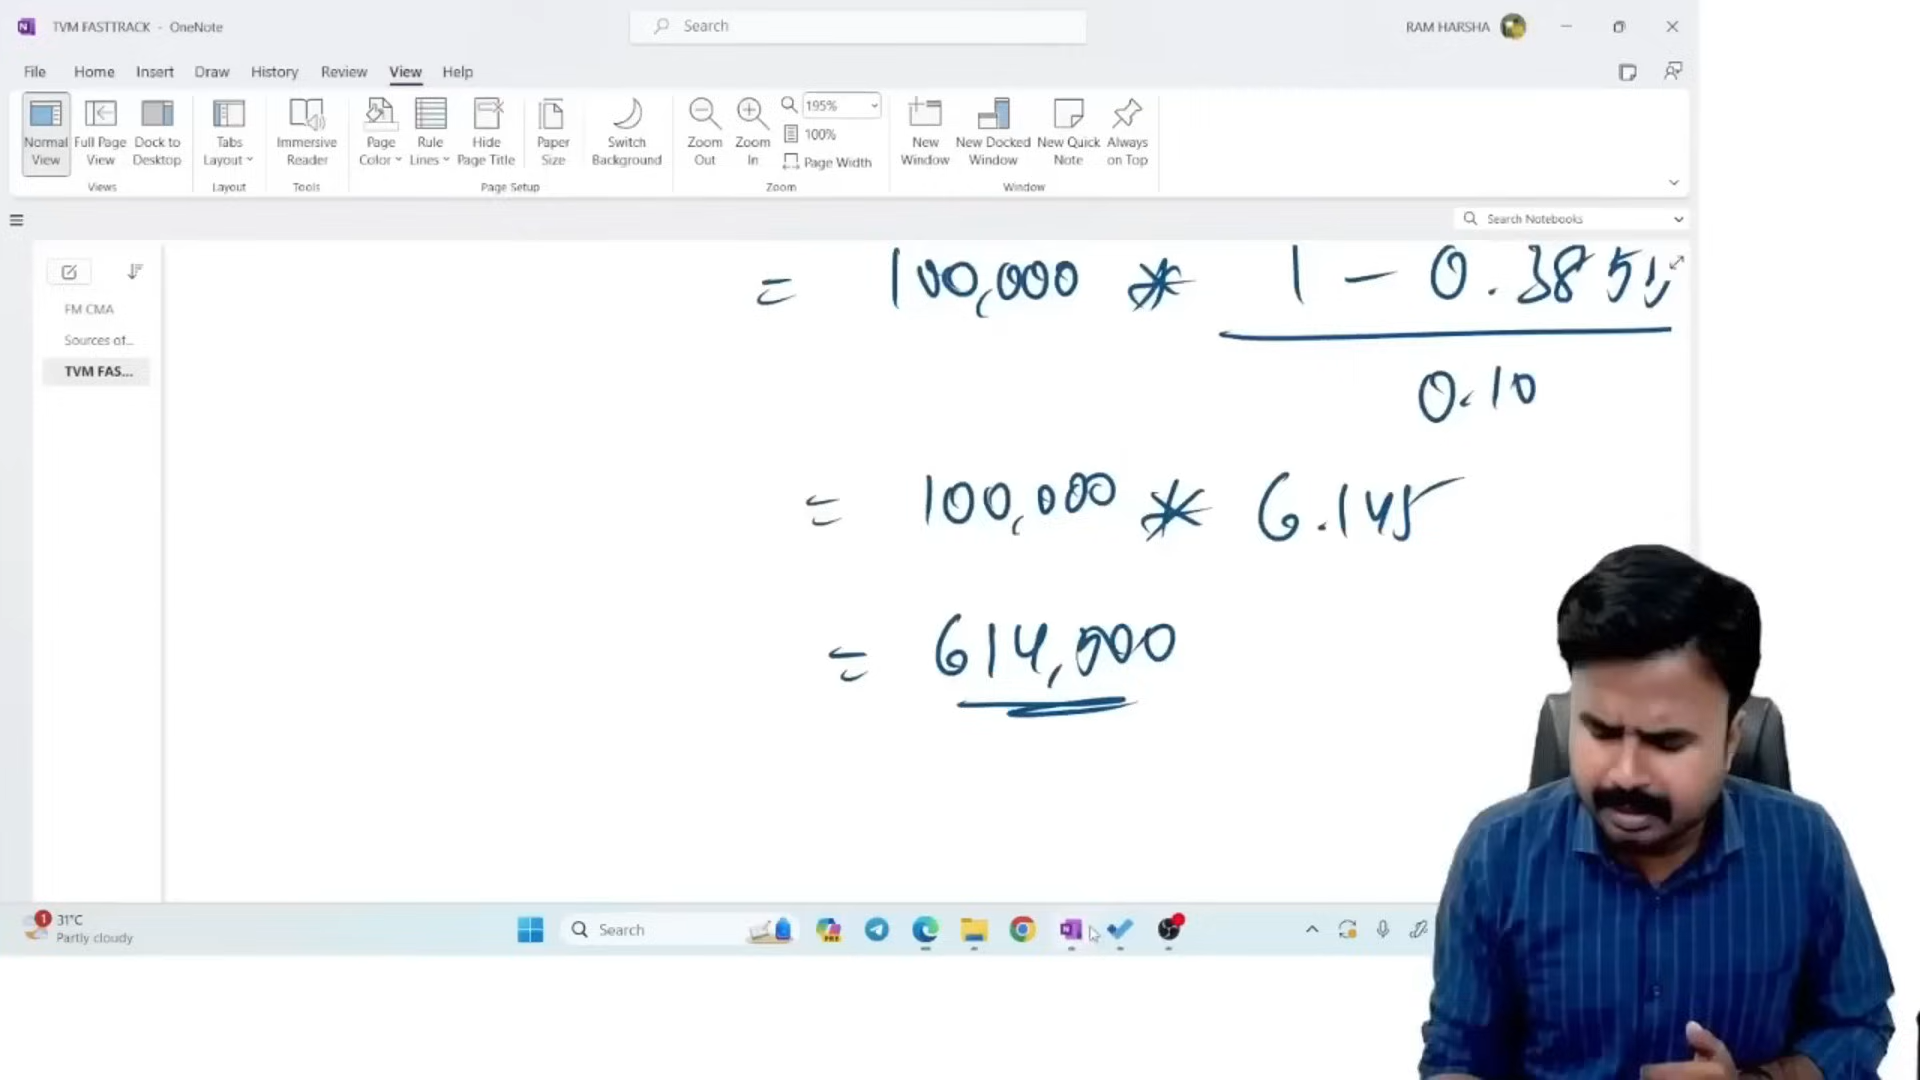 TVM FASTTRACK - OneNote
Search
RAM HARSHA
File Home Insert Draw History Review View Help
Normal View
Full Page View
Dock to Desktop
Tabs Layout
Immersive Reader
Page Color
Rule Lines
Hide Page Title
Paper Size
Switch Background
Zoom Out
Zoom In
195%
100%
Page Width
New Window
New Docked Window
New Quick Note
Always on Top
Views
Layout
Tools
Page Setup
Zoom
Window
Search Notebooks
FM CMA
Sources of...
TVM FAS...
= 100,000 * 1 - 0.3855
0.10
= 100,000 * 6.145
= 614,500
1
31°C
Partly cloudy
Search
PRE